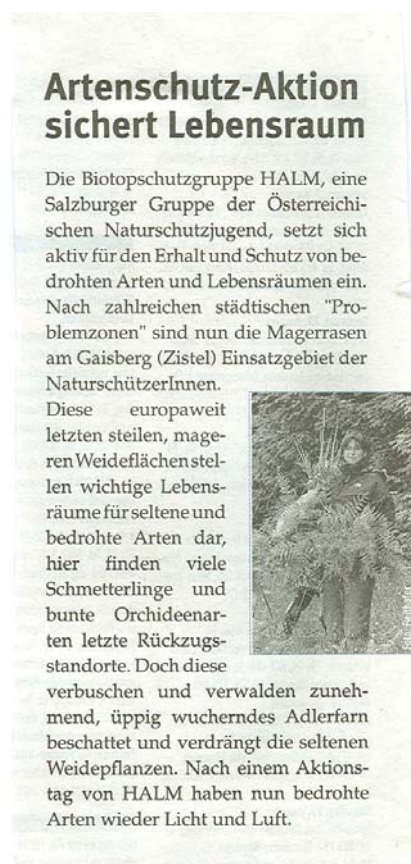 Artenschutz-Aktion
sichert Lebensraum
Die Biotopschutzgruppe HALM, eine
Salzburger Gruppe der Österreichi-
schen Naturschutzjugend, setzt sich
aktiv für den Erhalt und Schutz von be-
drohten Arten und Lebensräumen ein.
Nach zahlreichen städtischen "Pro-
blemzonen" sind nun die Magerrasen
am Gaisberg (Zistel) Einsatzgebiet der
NaturschützerInnen.
Diese europaweit
letzten steilen, mage-
ren Weideflächen stel-
len wichtige Lebens-
räume für seltene und
bedrohte Arten dar,
hier finden viele
Schmetterlinge und
bunte Orchideenar-
ten letzte Rückzugs-
standorte. Doch diese
verbuschen und verwalden zuneh-
mend, üppig wucherndes Adlerfarn
beschattet und verdrängt die seltenen
Weidepflanzen. Nach einem Aktions-
tag von HALM haben nun bedrohte
Arten wieder Licht und Luft.